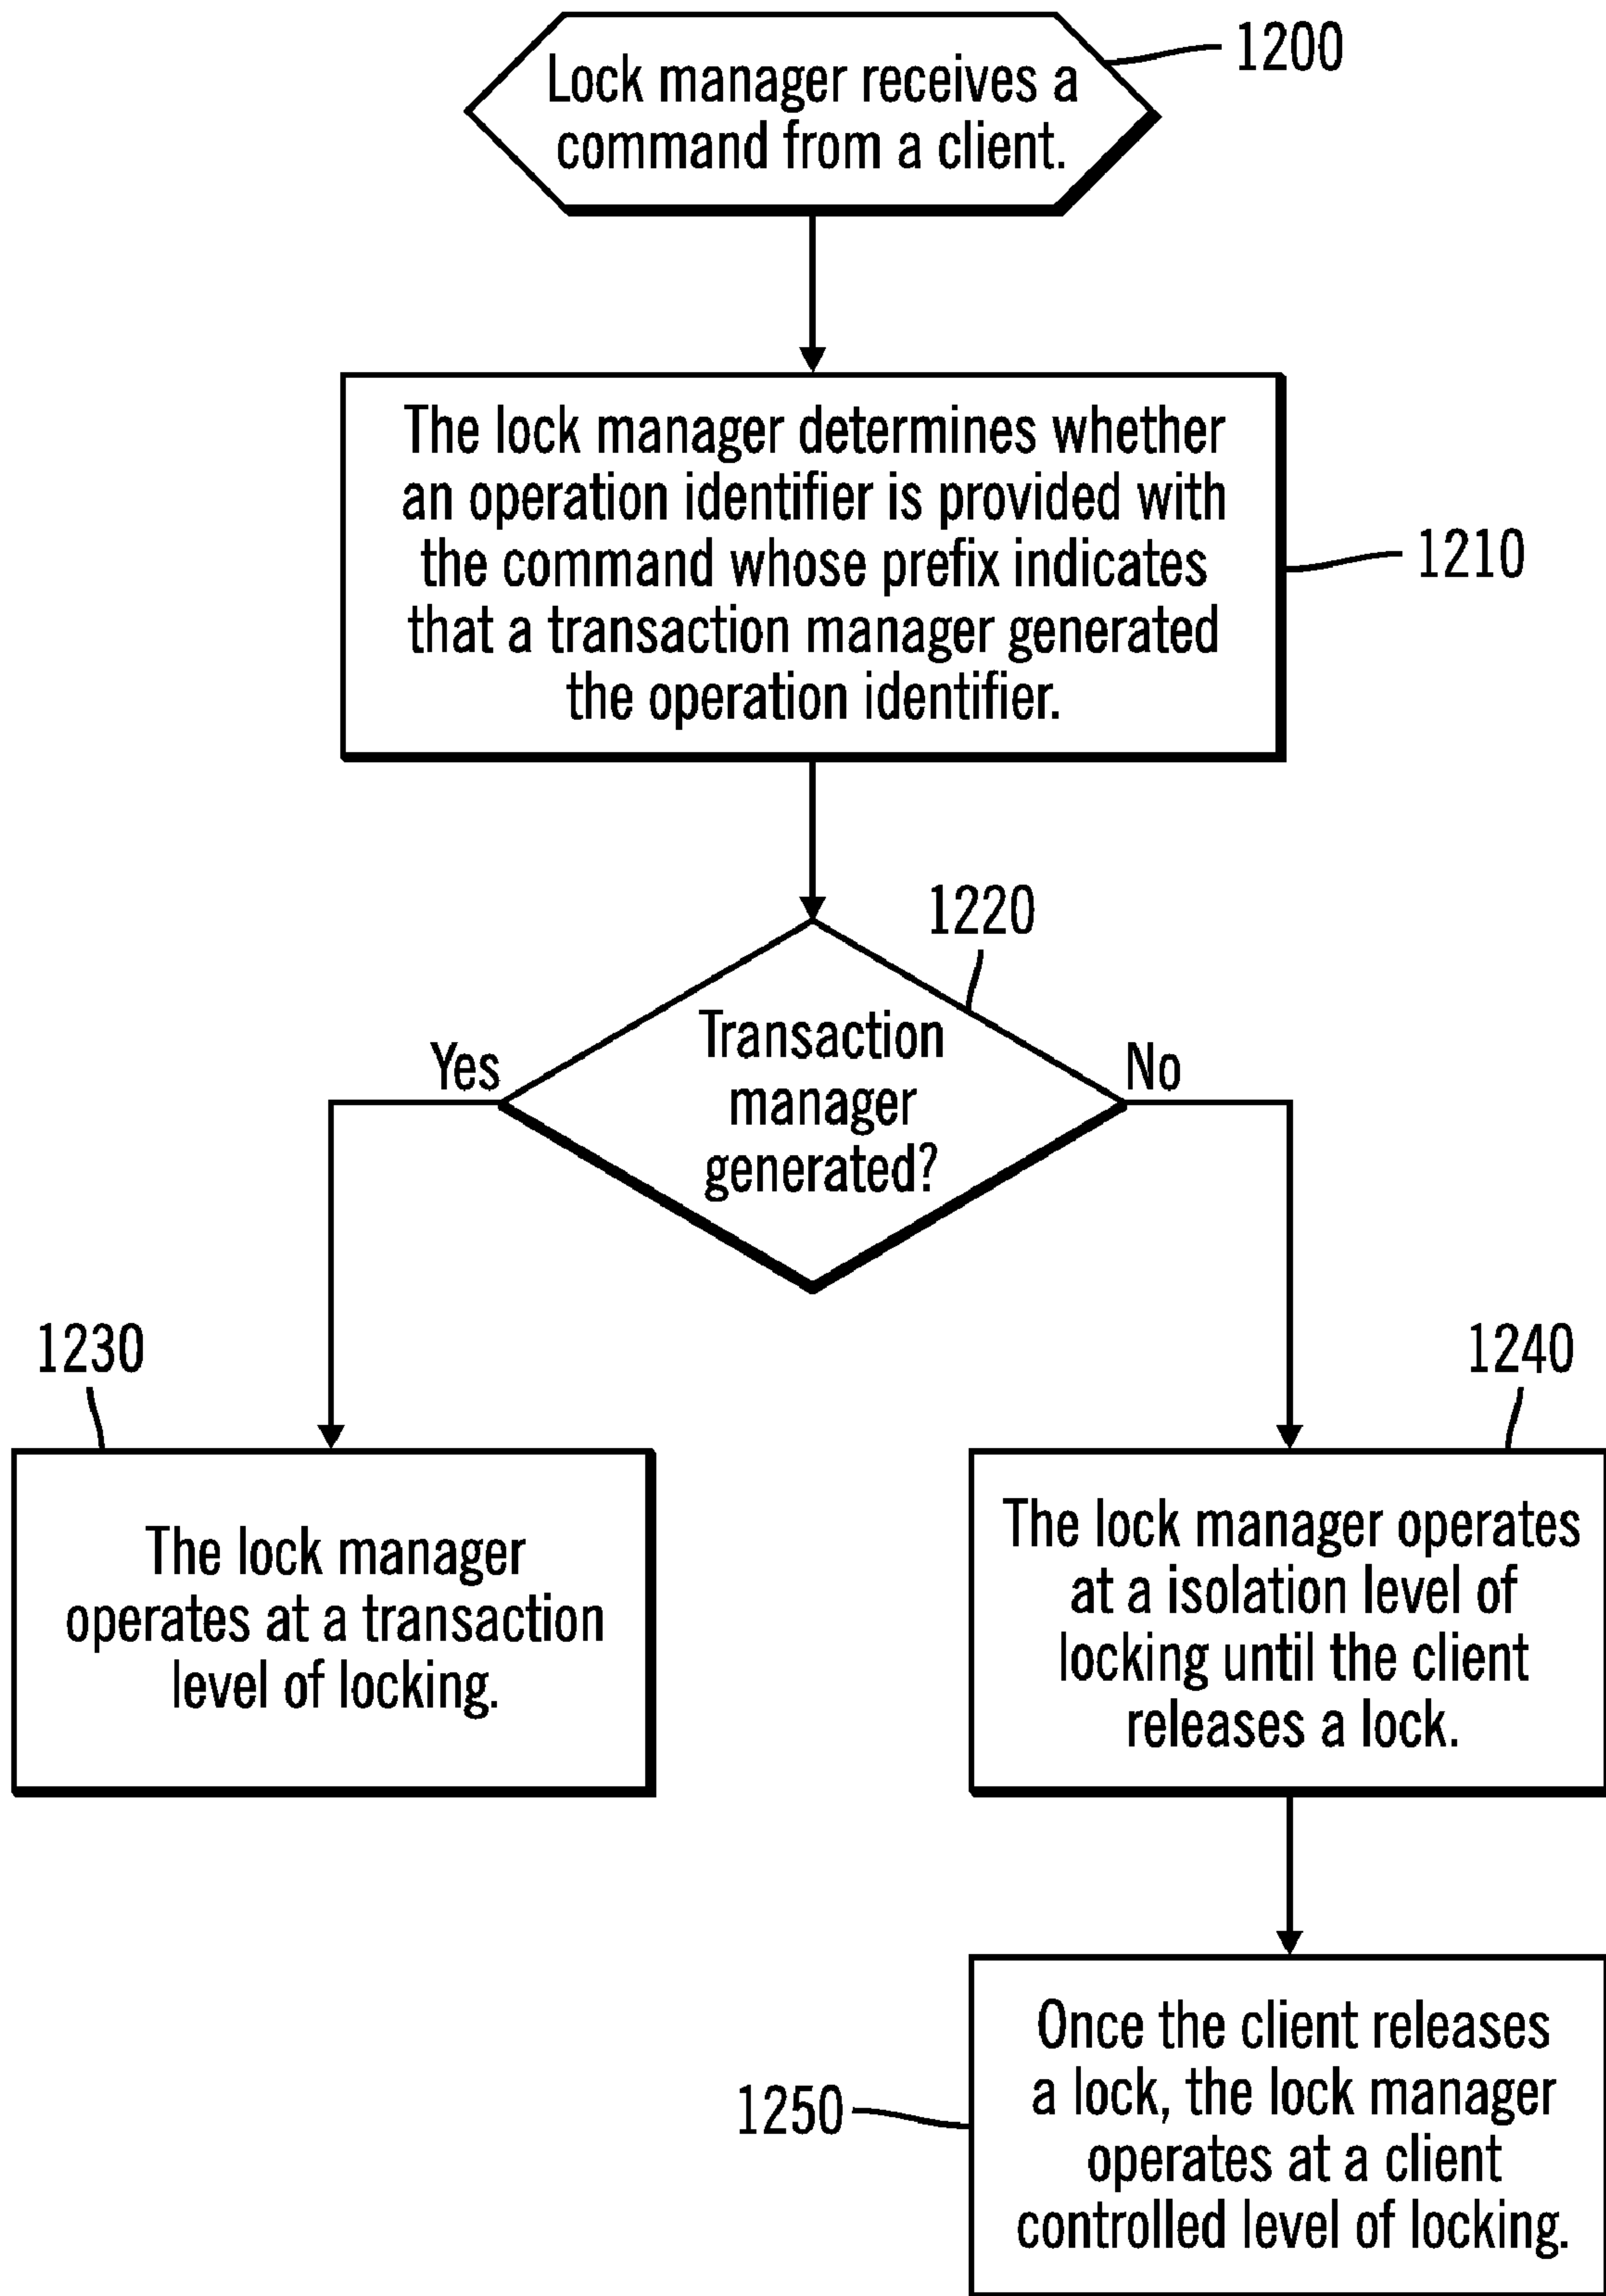 Lock manager receives a
command from a client.
1200
The lock manager determines whether
an operation identifier is provided with
the command whose prefix indicates
that a transaction manager generated
the operation identifier.
1210
1220
Transaction
manager
generated?
Yes
No
1230
1240
The lock manager
operates at a transaction
level of locking.
The lock manager operates
at a isolation level of
locking until the client
releases a lock.
Once the client releases
a lock, the lock manager
operates at a client
controlled level of locking.
1250